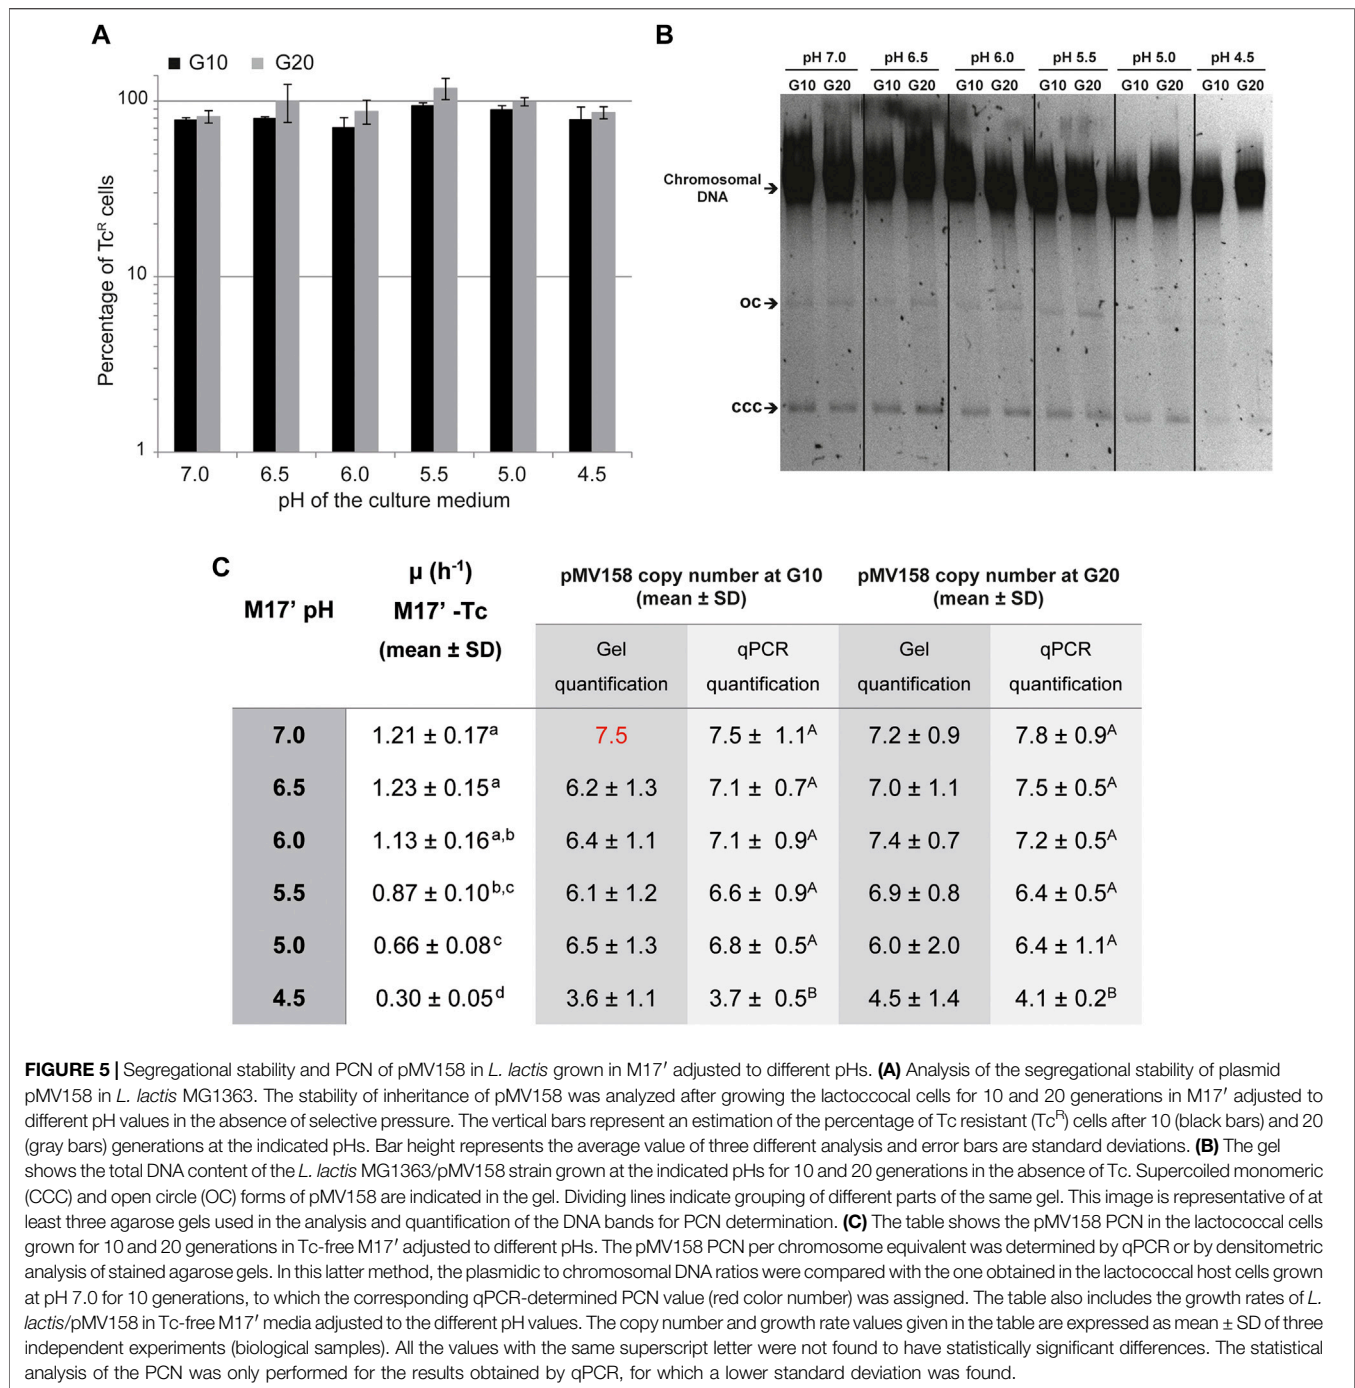 A
G10 G20
100
10
1
Percentage of Tcᴿ cells
7.0 6.5 6.0 5.5 5.0 4.5
pH of the culture medium
B
pH 7.0 pH 6.5 pH 6.0 pH 5.5 pH 5.0 pH 4.5
G10 G20 G10 G20 G10 G20 G10 G20 G10 G20 G10 G20
Chromosomal
DNA
OC
CCC
C
M17' pH
µ (h⁻¹)
M17' -Tc
(mean ± SD)
pMV158 copy number at G10
(mean ± SD)
pMV158 copy number at G20
(mean ± SD)
Gel
quantification
qPCR
quantification
Gel
quantification
qPCR
quantification
7.0 1.21 ± 0.17ᵃ 7.5 7.5 ± 1.1ᴬ 7.2 ± 0.9 7.8 ± 0.9ᴬ
6.5 1.23 ± 0.15ᵃ 6.2 ± 1.3 7.1 ± 0.7ᴬ 7.0 ± 1.1 7.5 ± 0.5ᴬ
6.0 1.13 ± 0.16ᵃ,ᵇ 6.4 ± 1.1 7.1 ± 0.9ᴬ 7.4 ± 0.7 7.2 ± 0.5ᴬ
5.5 0.87 ± 0.10ᵇ,ᶜ 6.1 ± 1.2 6.6 ± 0.9ᴬ 6.9 ± 0.8 6.4 ± 0.5ᴬ
5.0 0.66 ± 0.08ᶜ 6.5 ± 1.3 6.8 ± 0.5ᴬ 6.0 ± 2.0 6.4 ± 1.1ᴬ
4.5 0.30 ± 0.05ᵈ 3.6 ± 1.1 3.7 ± 0.5ᴮ 4.5 ± 1.4 4.1 ± 0.2ᴮ
FIGURE 5 | Segregational stability and PCN of pMV158 in L. lactis grown in M17′ adjusted to different pHs. (A) Analysis of the segregational stability of plasmid
pMV158 in L. lactis MG1363. The stability of inheritance of pMV158 was analyzed after growing the lactoccocal cells for 10 and 20 generations in M17′ adjusted to
different pH values in the absence of selective pressure. The vertical bars represent an estimation of the percentage of Tc resistant (Tcᴿ) cells after 10 (black bars) and 20
(gray bars) generations at the indicated pHs. Bar height represents the average value of three different analysis and error bars are standard deviations. (B) The gel
shows the total DNA content of the L. lactis MG1363/pMV158 strain grown at the indicated pHs for 10 and 20 generations in the absence of Tc. Supercoiled monomeric
(CCC) and open circle (OC) forms of pMV158 are indicated in the gel. Dividing lines indicate grouping of different parts of the same gel. This image is representative of at
least three agarose gels used in the analysis and quantification of the DNA bands for PCN determination. (C) The table shows the pMV158 PCN in the lactococcal cells
grown for 10 and 20 generations in Tc-free M17′ adjusted to different pHs. The pMV158 PCN per chromosome equivalent was determined by qPCR or by densitometric
analysis of stained agarose gels. In this latter method, the plasmidic to chromosomal DNA ratios were compared with the one obtained in the lactococcal host cells grown
at pH 7.0 for 10 generations, to which the corresponding qPCR-determined PCN value (red color number) was assigned. The table also includes the growth rates of L.
lactis/pMV158 in Tc-free M17′ media adjusted to the different pH values. The copy number and growth rate values given in the table are expressed as mean ± SD of three
independent experiments (biological samples). All the values with the same superscript letter were not found to have statistically significant differences. The statistical
analysis of the PCN was only performed for the results obtained by qPCR, for which a lower standard deviation was found.